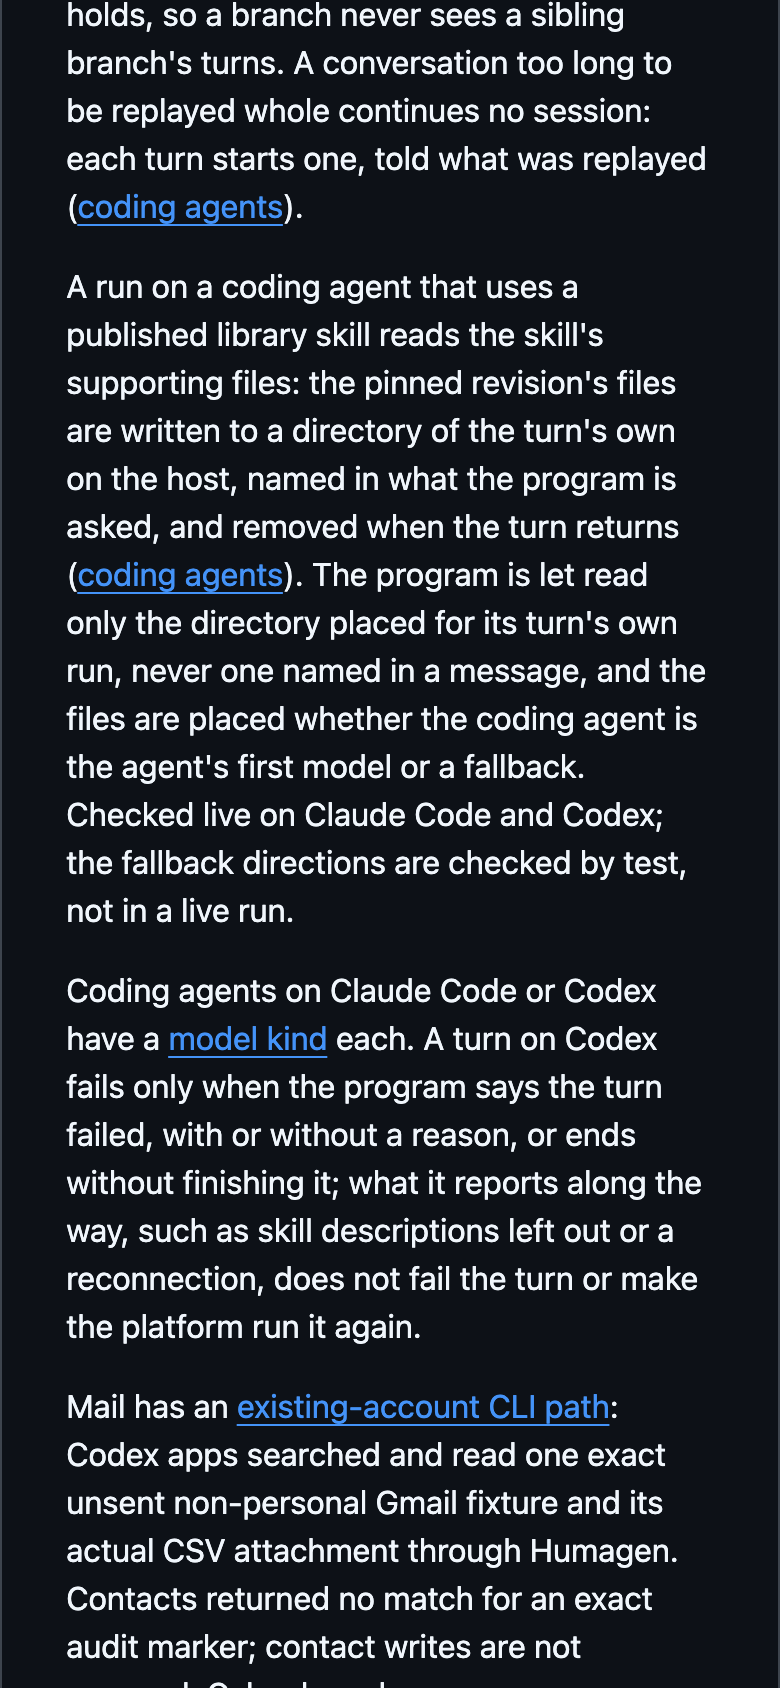 holds, so a branch never sees a sibling
branch's turns. A conversation too long to
be replayed whole continues no session:
each turn starts one, told what was replayed
(coding agents).
A run on a coding agent that uses a
published library skill reads the skill's
supporting files: the pinned revision's files
are written to a directory of the turn's own
on the host, named in what the program is
asked, and removed when the turn returns
(coding agents). The program is let read
only the directory placed for its turn's own
run, never one named in a message, and the
files are placed whether the coding agent is
the agent's first model or a fallback.
Checked live on Claude Code and Codex;
the fallback directions are checked by test,
not in a live run.
Coding agents on Claude Code or Codex
have a model kind each. A turn on Codex
fails only when the program says the turn
failed, with or without a reason, or ends
without finishing it; what it reports along the
way, such as skill descriptions left out or a
reconnection, does not fail the turn or make
the platform run it again.
Mail has an existing-account CLI path:
Codex apps searched and read one exact
unsent non-personal Gmail fixture and its
actual CSV attachment through Humagen.
Contacts returned no match for an exact
audit marker; contact writes are not